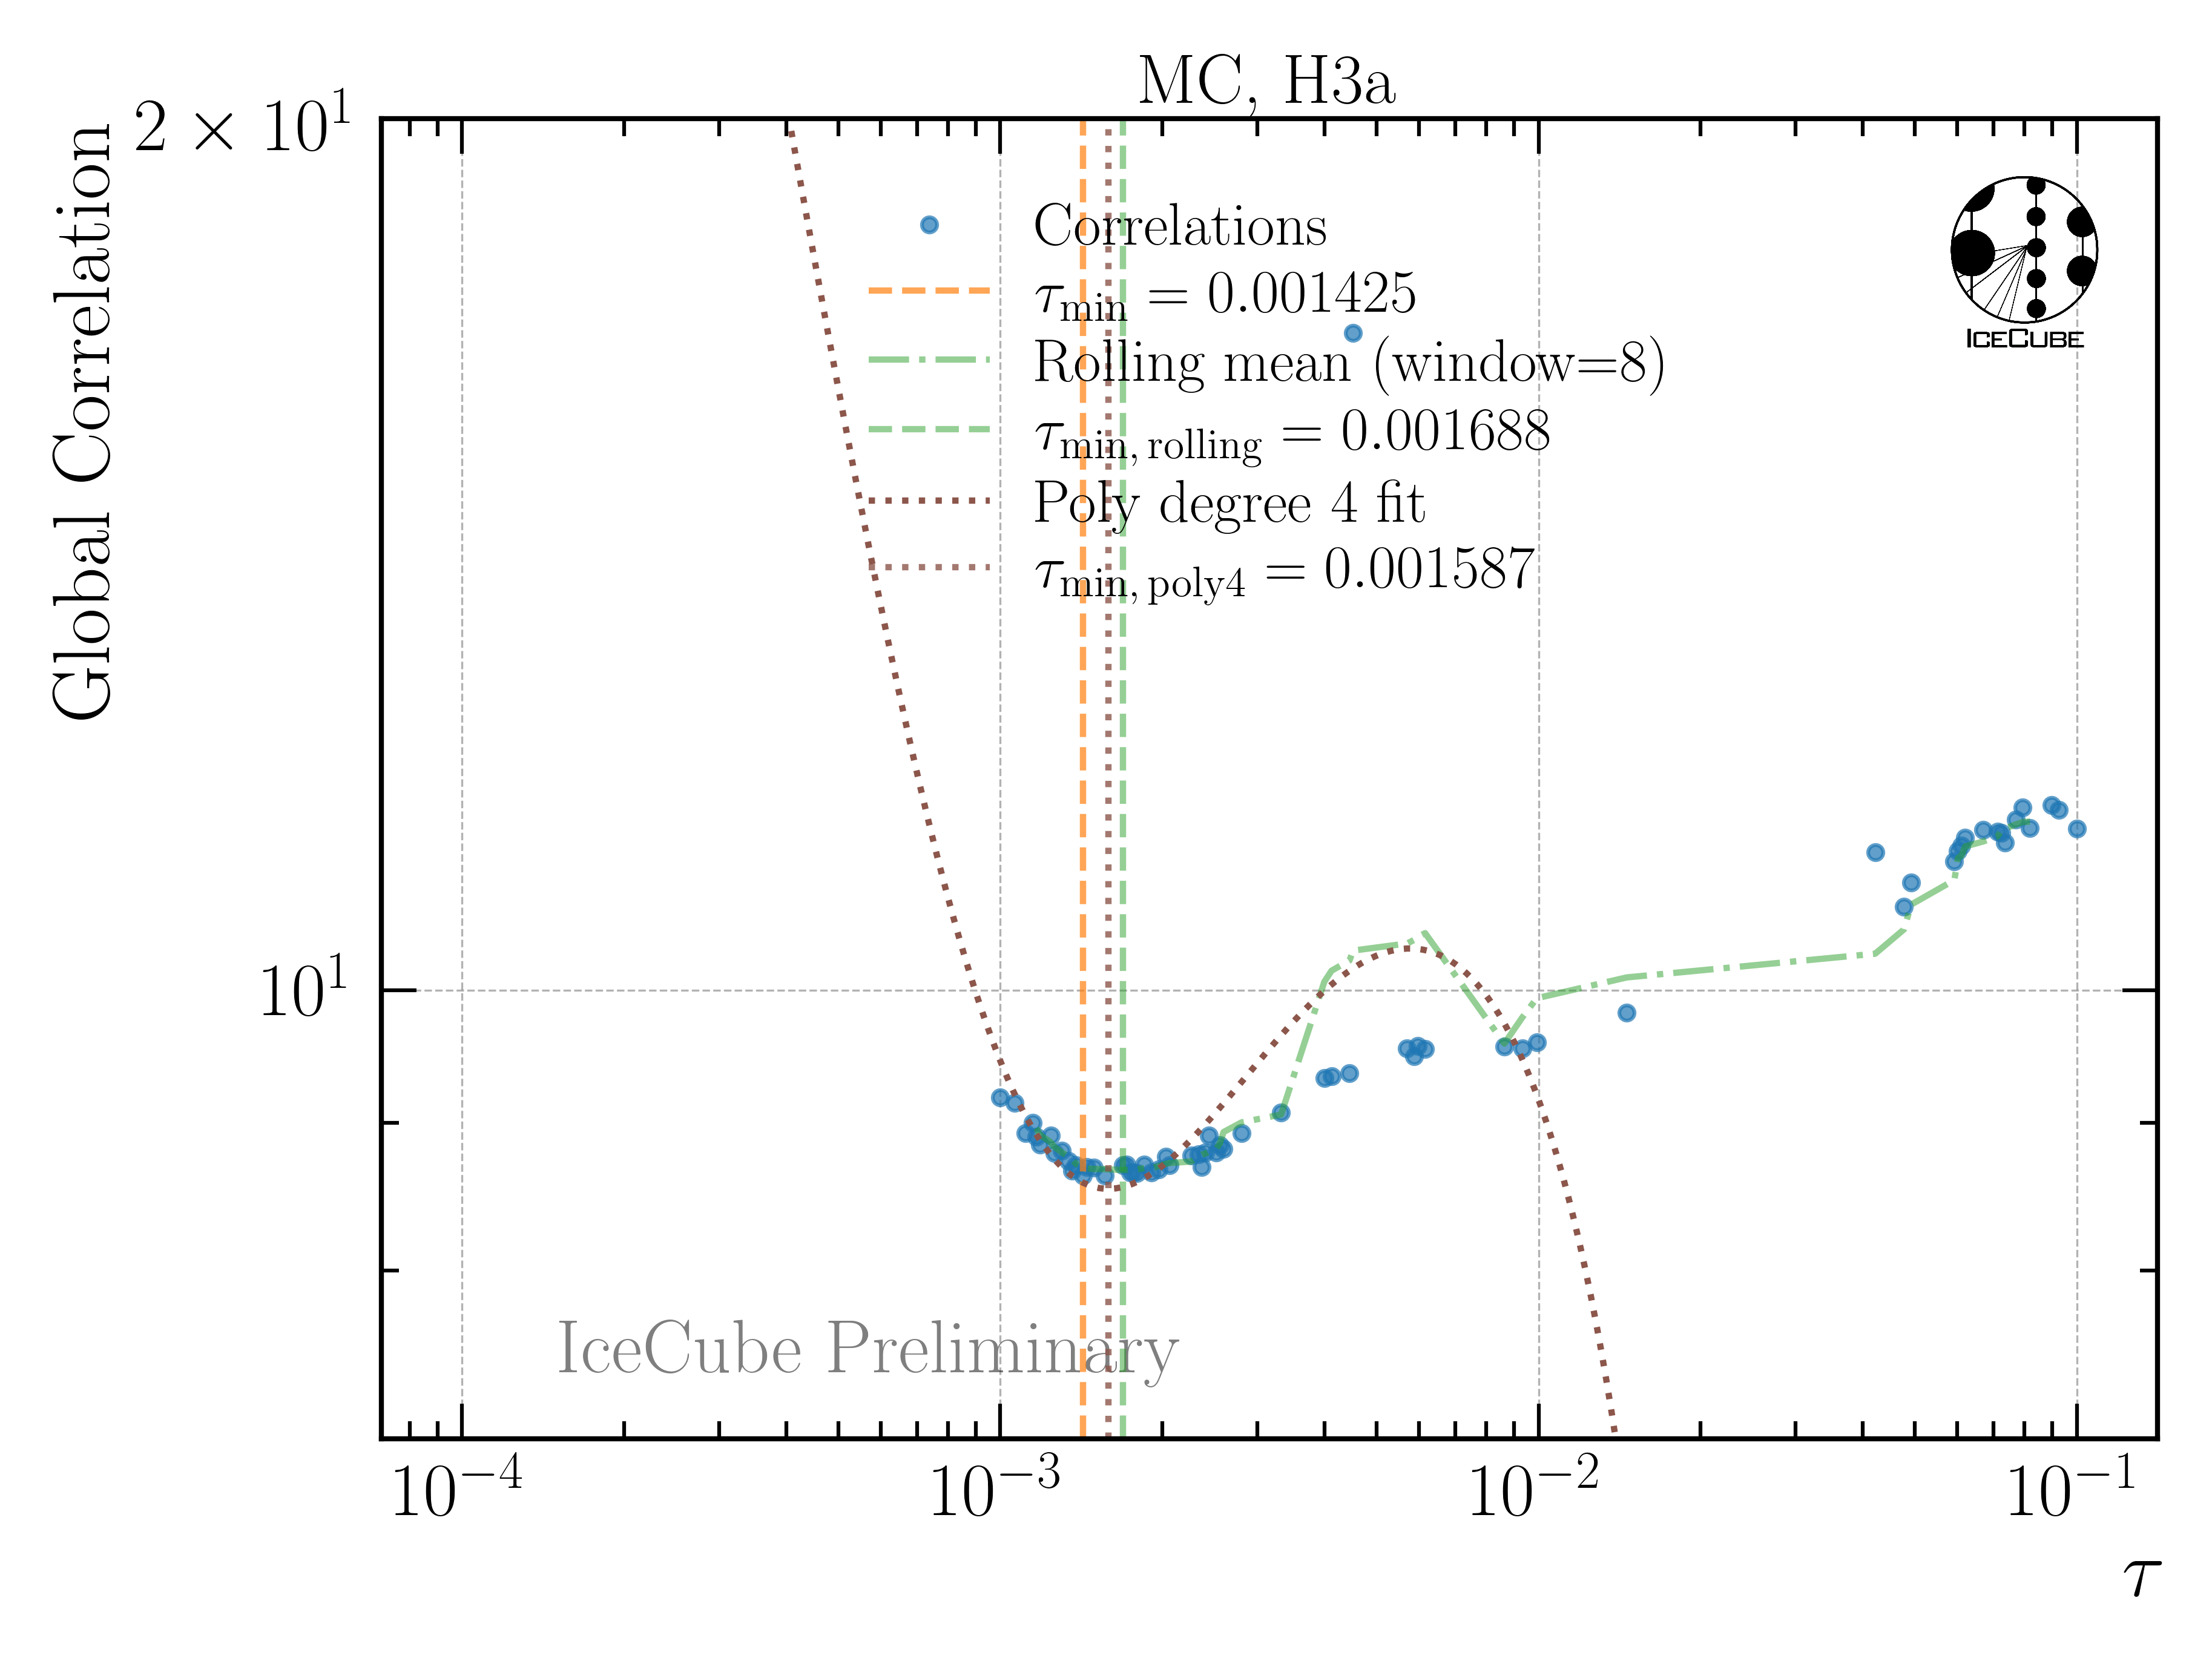 MC, H3a
Global Correlation
2 × 10¹
10¹
Correlations
τ_min = 0.001425
Rolling mean (window=8)
τ_min, rolling = 0.001688
Poly degree 4 fit
τ_min, poly4 = 0.001587
ICECUBE
IceCube Preliminary
10⁻⁴ 10⁻³ 10⁻² 10⁻¹
τ